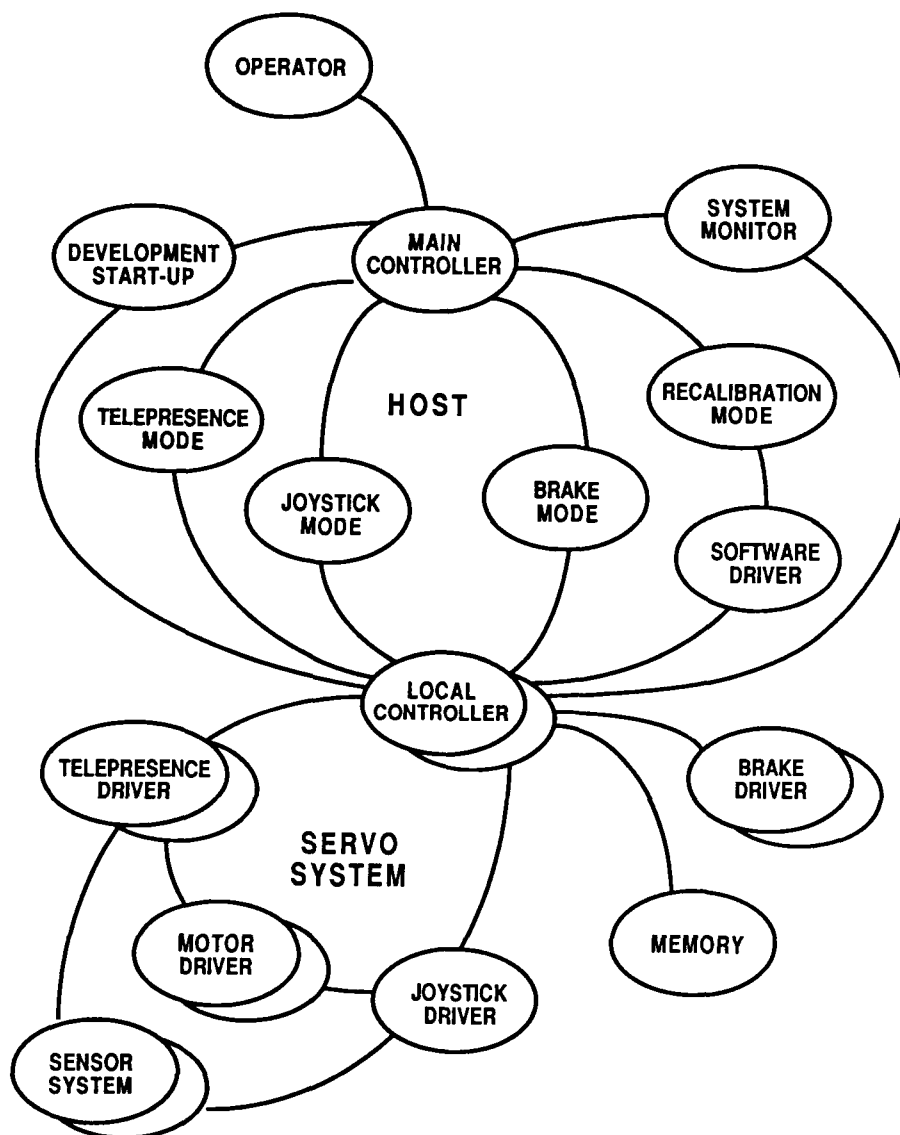 OPERATOR
SYSTEM
MONITOR
DEVELOPMENT
START-UP
MAIN
CONTROLLER
TELEPRESENCE
MODE
HOST
RECALIBRATION
MODE
JOYSTICK
MODE
BRAKE
MODE
SOFTWARE
DRIVER
LOCAL
CONTROLLER
TELEPRESENCE
DRIVER
BRAKE
DRIVER
SERVO
SYSTEM
MOTOR
DRIVER
MEMORY
JOYSTICK
DRIVER
SENSOR
SYSTEM